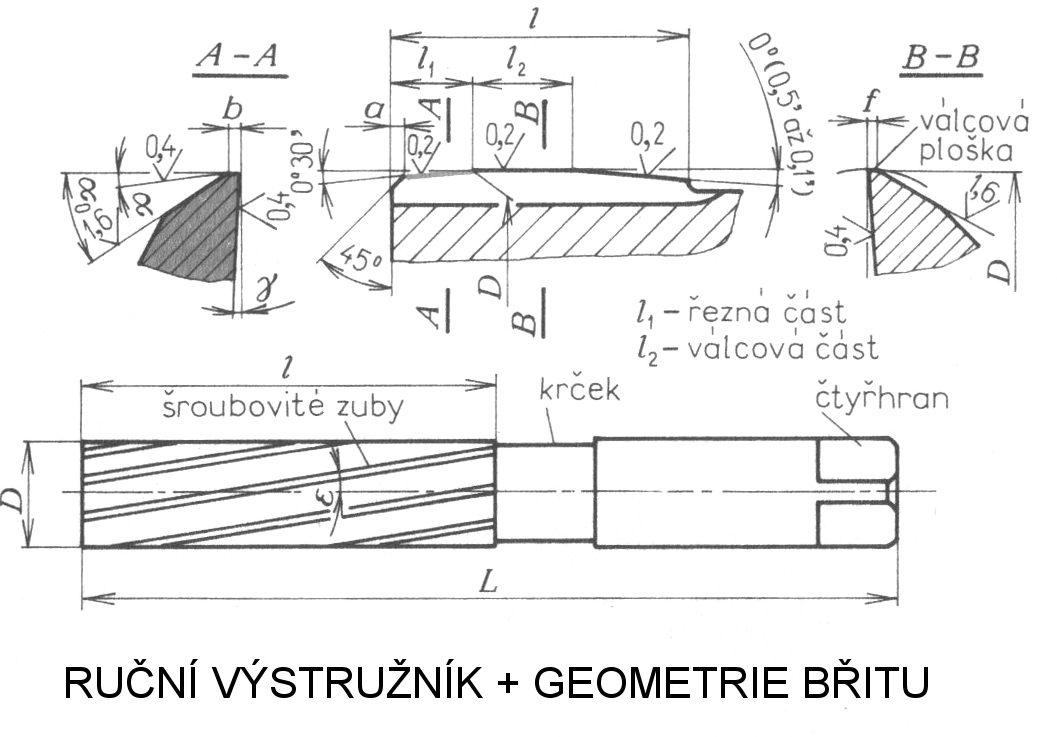 A – A
l
B – B
l₁
l₂
b
a
A
B
f
válcová
ploška
0,4
0°30'
0,2
0,2
0,2
0°(0,5' až 0,1')
1,6
α
0,4
0,4
1,6
45°
D
D
γ
A
B
l₁ – řezná část
l₂ – válcová část
l
šroubovité zuby
krček
čtyřhran
D
ε
L
RUČNÍ VÝSTRUŽNÍK + GEOMETRIE BŘITU